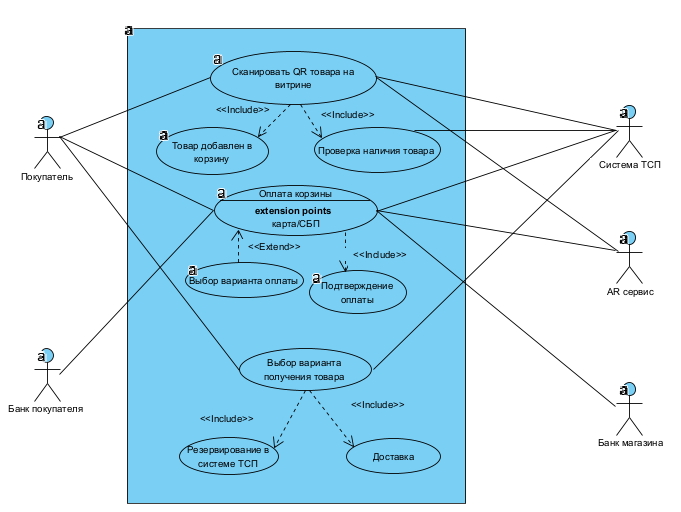 a
a
Сканировать QR товара на
витрине
<<Include>>
<<Include>>
a
Покупатель
a
Система ТСП
a
Товар добавлен в
корзину
Проверка наличия товара
a
Оплата корзины
extension points
карта/СБП
<<Extend>>
<<Include>>
a
Выбор варианта оплаты
a
Подтверждение
оплаты
a
AR сервис
a
Банк покупателя
Выбор варианта
получения товара
a
Банк магазина
<<Include>>
<<Include>>
Резервирование в
системе ТСП
Доставка